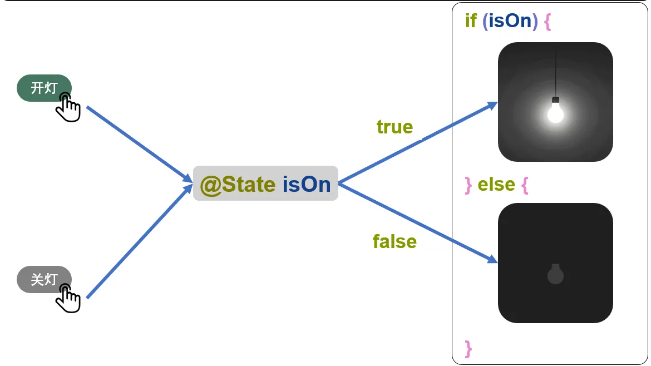 if (isOn) {
开灯
true
@State isOn
} else {
false
关灯
}